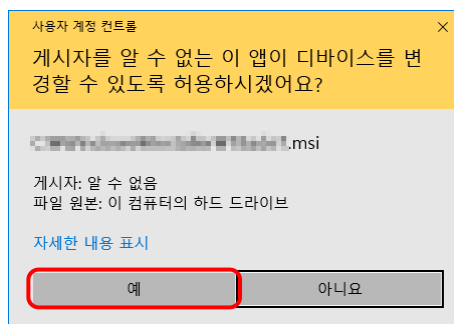 사용자 계정 컨트롤
게시자를 알 수 없는 이 앱이 디바이스를 변
경할 수 있도록 허용하시겠어요?
.msi
게시자: 알 수 없음
파일 원본: 이 컴퓨터의 하드 드라이브
자세한 내용 표시
예
아니요